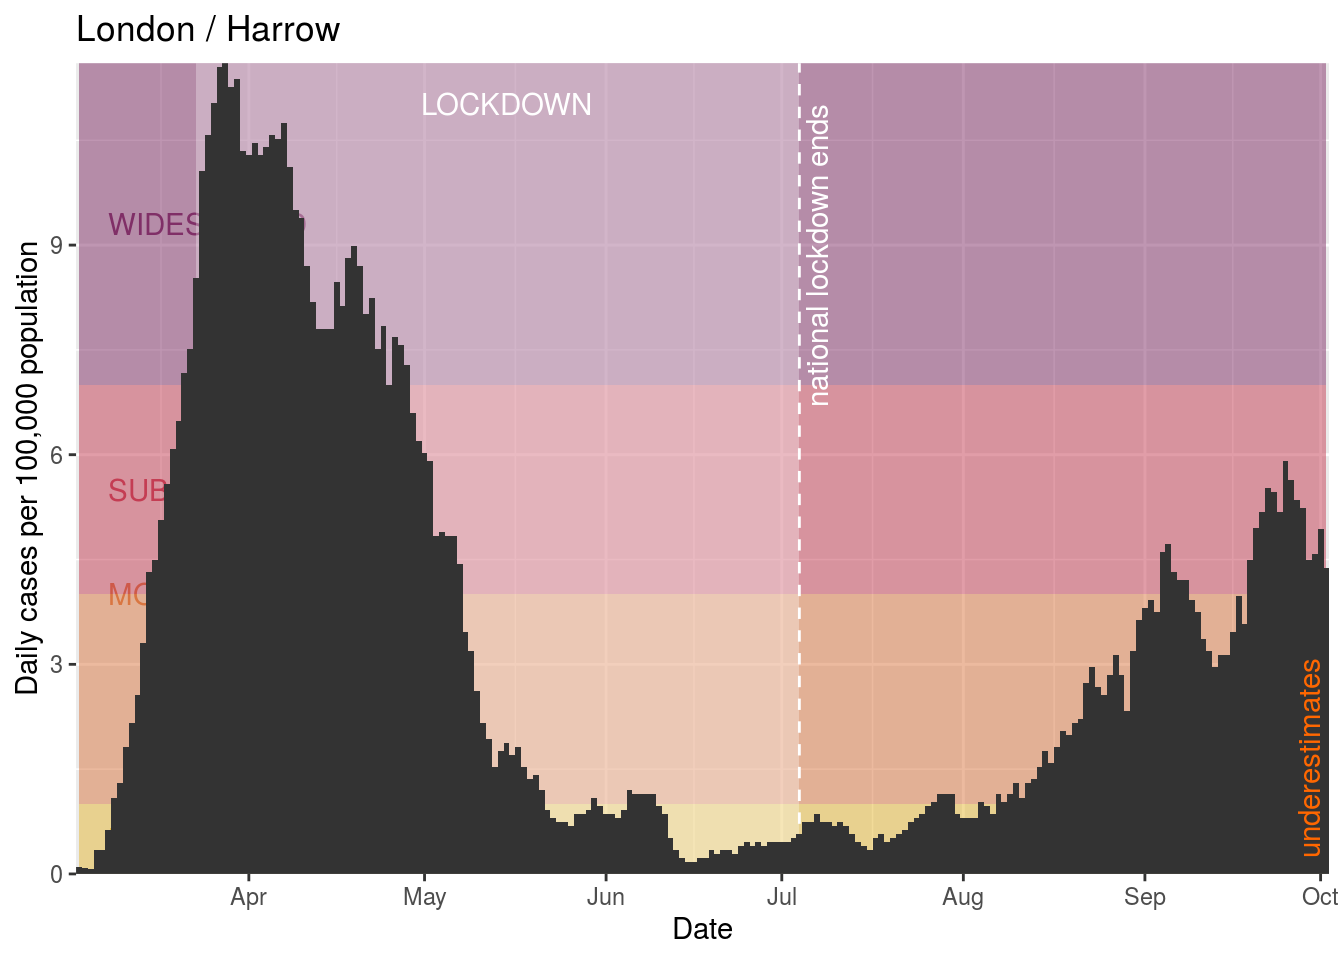 London / Harrow
LOCKDOWN
national lockdown ends
WIDES
SUB
MO
underestimates
Daily cases per 100,000 population
9
6
3
0
Apr May Jun Jul Aug Sep Oct
Date